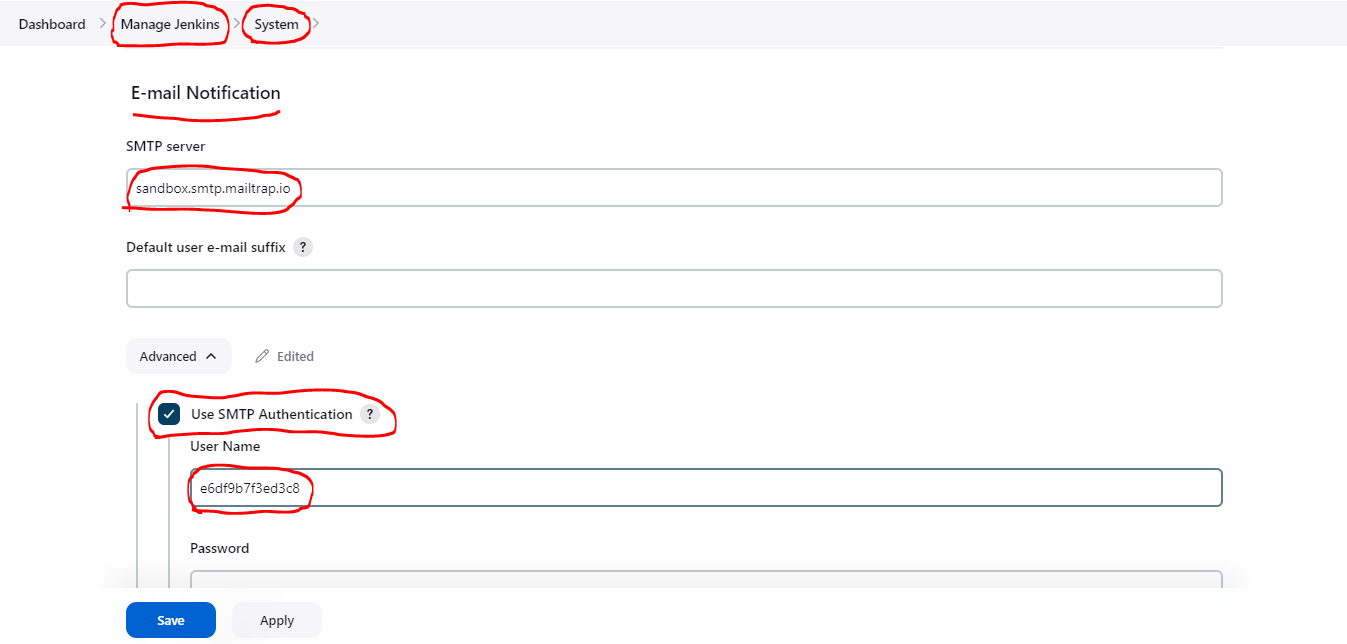 Dashboard > Manage Jenkins > System >
E-mail Notification
SMTP server
sandbox.smtp.mailtrap.io
Default user e-mail suffix ?
Advanced Edited
Use SMTP Authentication ?
User Name
e6df9b7f3ed3c8
Password
Save Apply